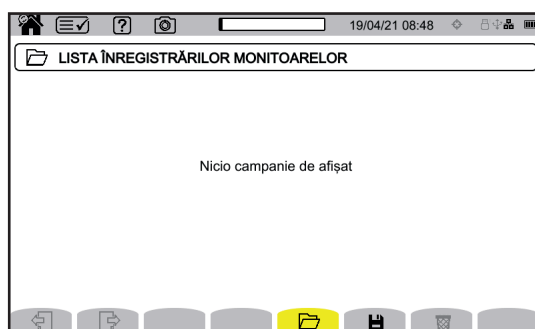 19/04/21 08:48
LISTA ÎNREGISTRĂRILOR MONITOARELOR
Nicio campanie de afișat